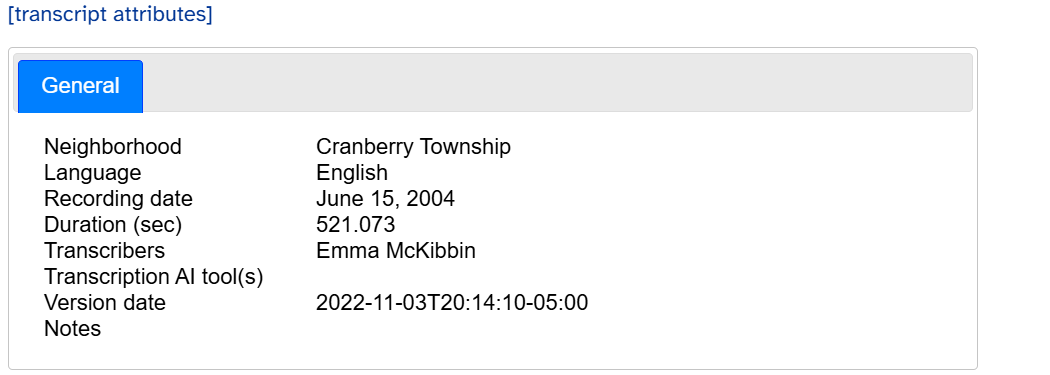 [transcript attributes]
General
Neighborhood Cranberry Township
Language English
Recording date June 15, 2004
Duration (sec) 521.073
Transcribers Emma McKibbin
Transcription AI tool(s)
Version date 2022-11-03T20:14:10-05:00
Notes